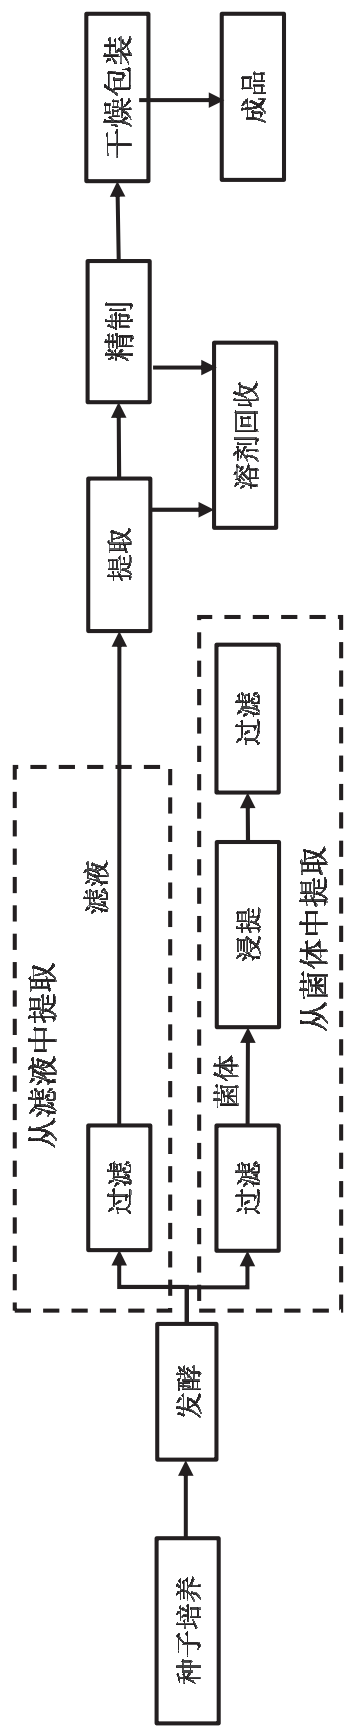 种子培养
发酵
从滤液中提取
过滤
滤液
提取
精制
干燥包装
成品
溶剂回收
过滤
菌体
浸提
过滤
从菌体中提取